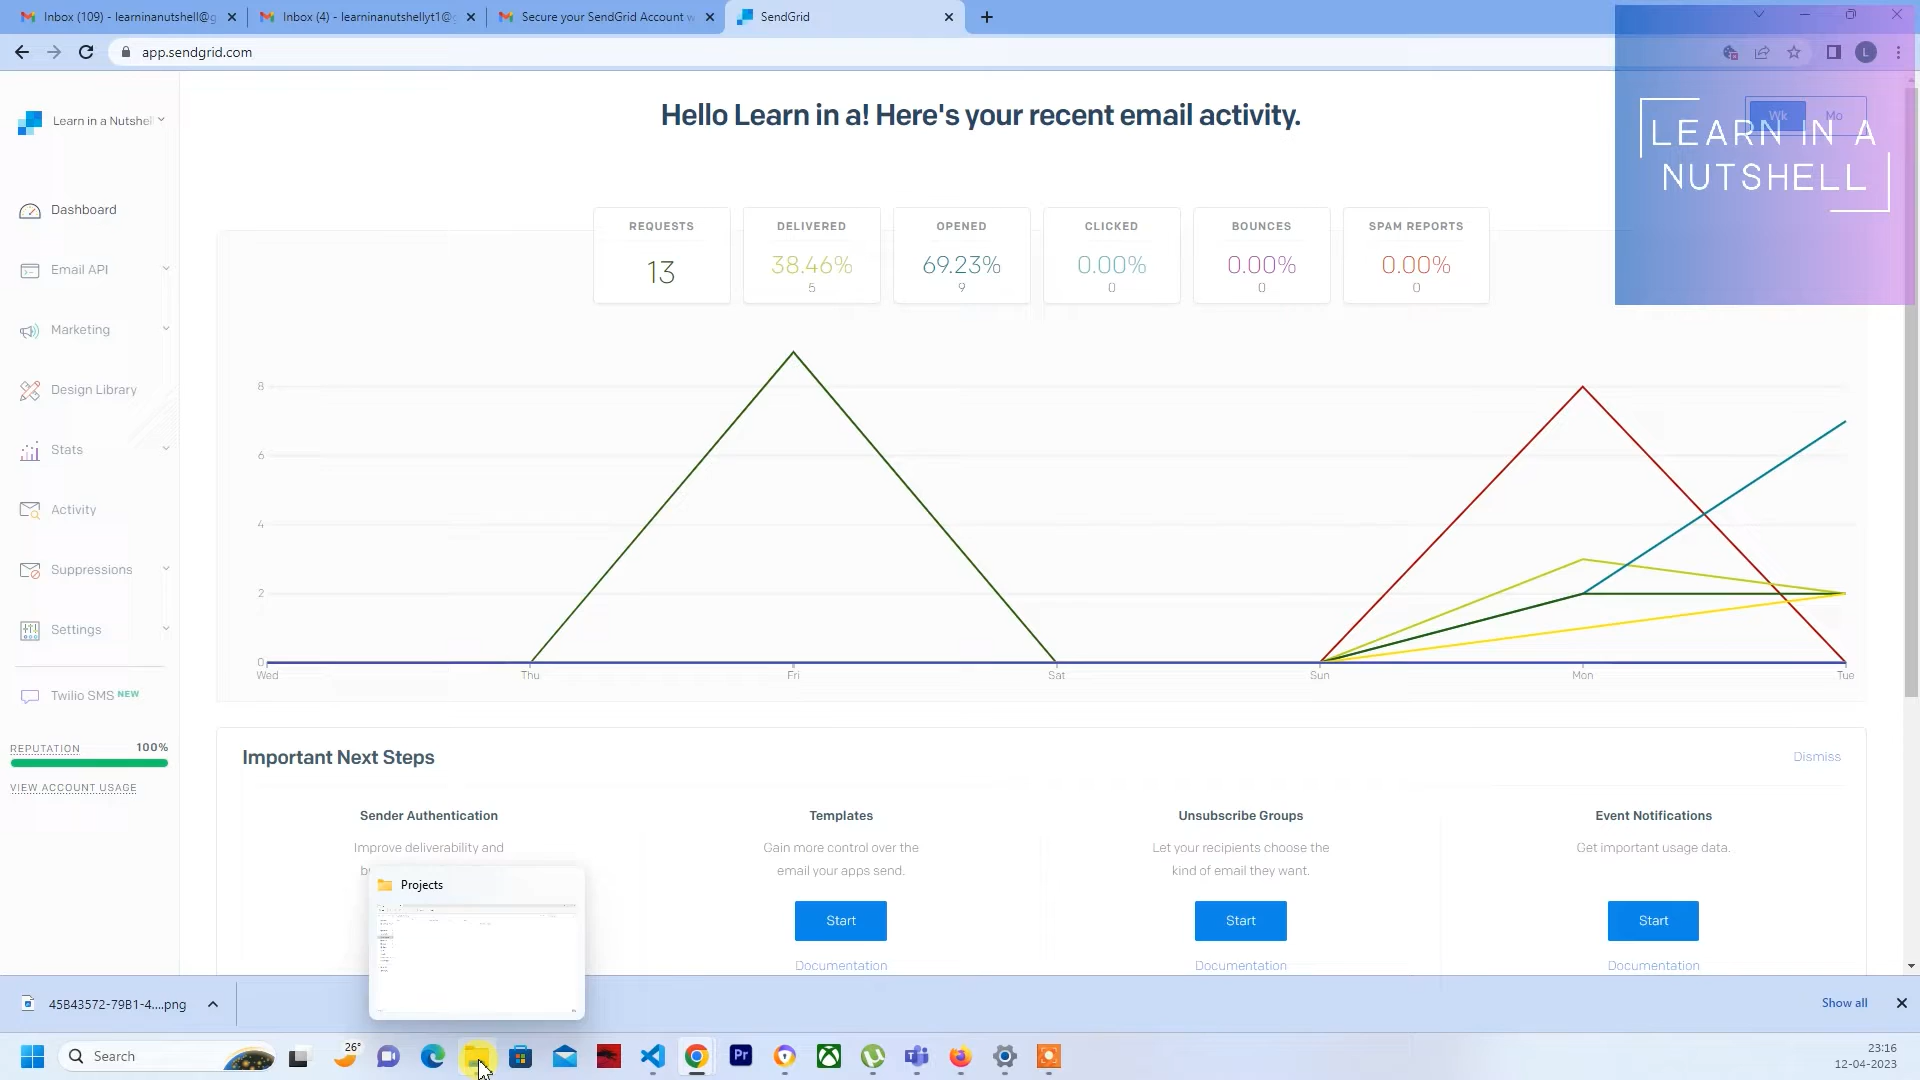 Inbox (109) - learninanutshell@g
Inbox (4) - learninanutshellyt1@g
Secure your SendGrid Account w
SendGrid
app.sendgrid.com
L
Learn in a Nutshel
Hello Learn in a! Here's your recent email activity.
Wk
Mo
LEARN IN A
NUTSHELL
Dashboard
Email API
Marketing
Design Library
Stats
Activity
Suppressions
Settings
Twilio SMS NEW
REPUTATION 100%
VIEW ACCOUNT USAGE
REQUESTS
13
DELIVERED
38.46%
5
OPENED
69.23%
9
CLICKED
0.00%
0
BOUNCES
0.00%
0
SPAM REPORTS
0.00%
0
8
6
4
2
0
Wed
Thu
Fri
Sat
Sun
Mon
Tue
Important Next Steps
Dismiss
Sender Authentication
Improve deliverability and
Templates
Gain more control over the
email your apps send.
Start
Documentation
Unsubscribe Groups
Let your recipients choose the
kind of email they want.
Start
Documentation
Event Notifications
Get important usage data.
Start
Documentation
Projects
45B43572-79B1-4....png
Show all
Search
26°
Pr
23:16
12-04-2023